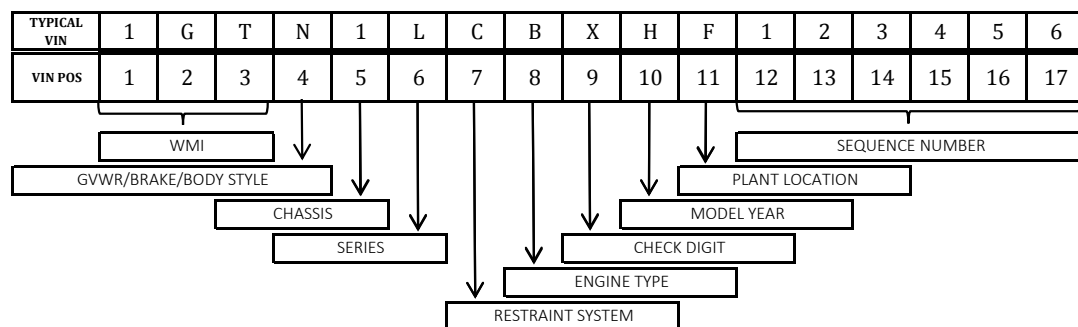 TYPICAL VIN 1 G T N 1 L C B X H F 1 2 3 4 5 6
VIN POS 1 2 3 4 5 6 7 8 9 10 11 12 13 14 15 16 17
WMI SEQUENCE NUMBER
GVWR/BRAKE/BODY STYLE PLANT LOCATION
CHASSIS MODEL YEAR
SERIES CHECK DIGIT
ENGINE TYPE
RESTRAINT SYSTEM